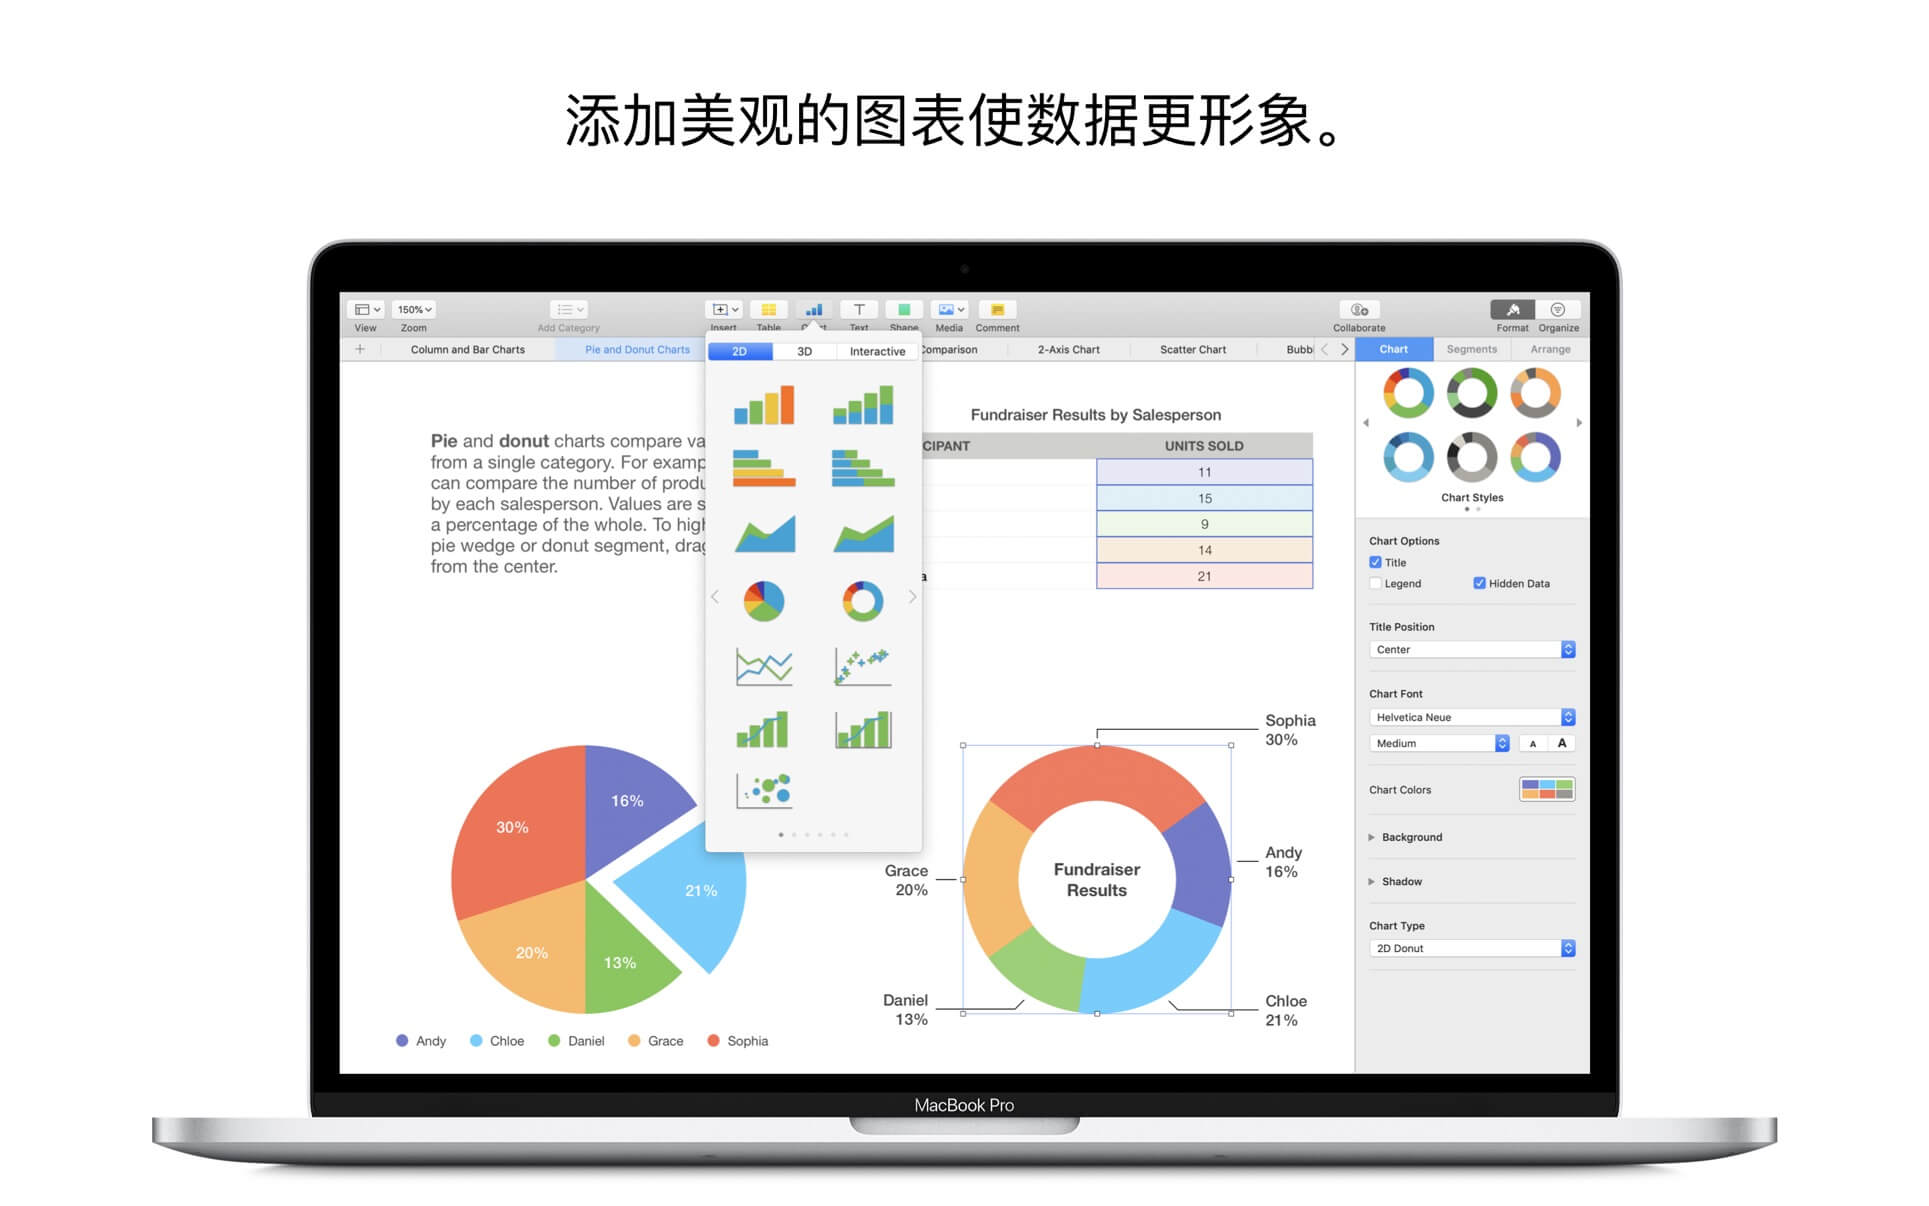 添加美观的图表使数据更形象。
150%
View
Zoom
Add Category
Insert
Table
Chart
Text
Shape
Media
Comment
Collaborate
Format
Organize
Column and Bar Charts
Pie and Donut Charts
Comparison
2-Axis Chart
Scatter Chart
Bubbl
Chart
Segments
Arrange
2D
3D
Interactive
Pie and donut charts compare va
from a single category. For examp
can compare the number of produ
by each salesperson. Values are s
a percentage of the whole. To high
pie wedge or donut segment, drag
from the center.
Fundraiser Results by Salesperson
CIPANT
UNITS SOLD
11
15
9
14
a
21
Chart Styles
Chart Options
Title
Legend
Hidden Data
Title Position
Center
Chart Font
Helvetica Neue
Medium
A
A
Chart Colors
Background
Shadow
Chart Type
2D Donut
16%
30%
21%
20%
13%
Andy
Chloe
Daniel
Grace
Sophia
Sophia
30%
Andy
16%
Grace
20%
Fundraiser
Results
Daniel
13%
Chloe
21%
MacBook Pro